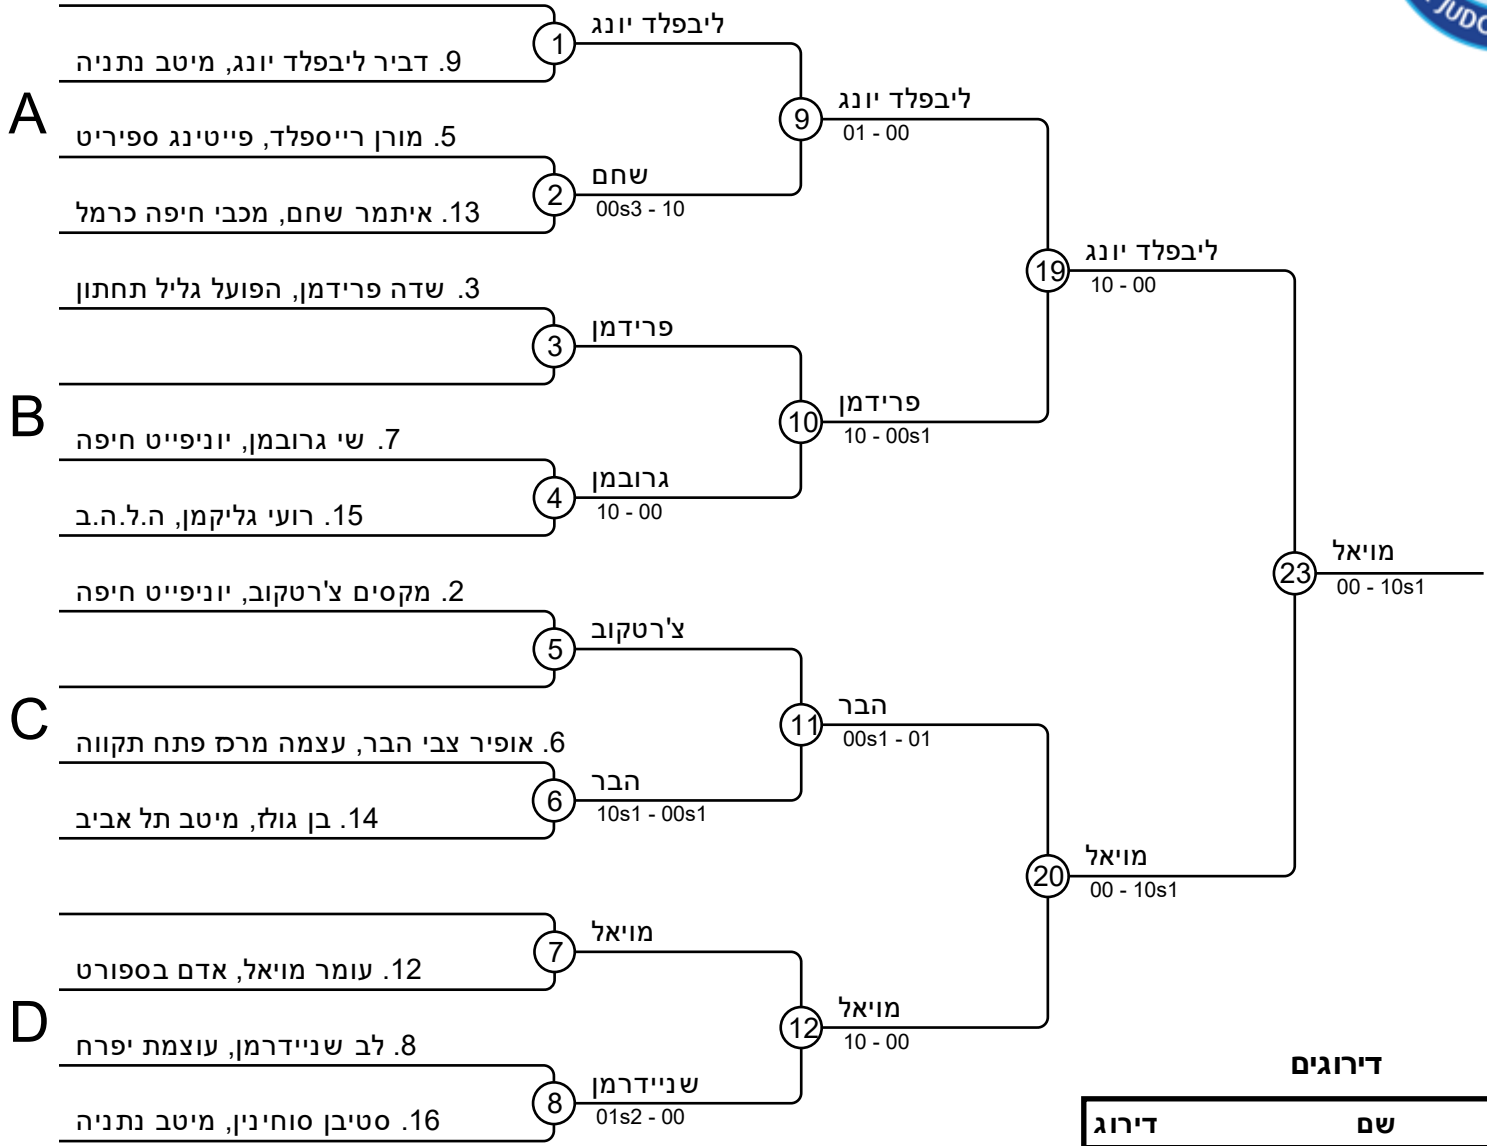 JUDO
A
9. דביר ליבפלד יונג, מיטב נתניה
5. מורן רייספלד, פייטינג ספיריט
13. איתמר שחם, מכבי חיפה כרמל
B
3. שדה פרידמן, הפועל גליל תחתון
7. שי גרובמן, יוניפייט חיפה
15. רועי גליקמן, ה.ל.ה.ב
C
2. מקסים צ'רטקוב, יוניפייט חיפה
6. אופיר צבי הבר, עצמה מרכז פתח תקווה
14. בן גולז, מיטב תל אביב
D
12. עומר מויאל, אדם בספורט
8. לב שניידרמן, עוצמת יפרח
16. סטיבן סוחינין, מיטב נתניה
1
ליבפלד יונג
2
שחם
00s3 - 10
3
פרידמן
4
גרובמן
10 - 00
5
צ'רטקוב
6
הבר
10s1 - 00s1
7
מויאל
8
שניידרמן
01s2 - 00
9
ליבפלד יונג
01 - 00
10
פרידמן
10 - 00s1
11
הבר
00s1 - 01
12
מויאל
10 - 00
19
ליבפלד יונג
10 - 00
20
מויאל
00 - 10s1
23
מויאל
00 - 10s1
דירוגים
שם דירוג